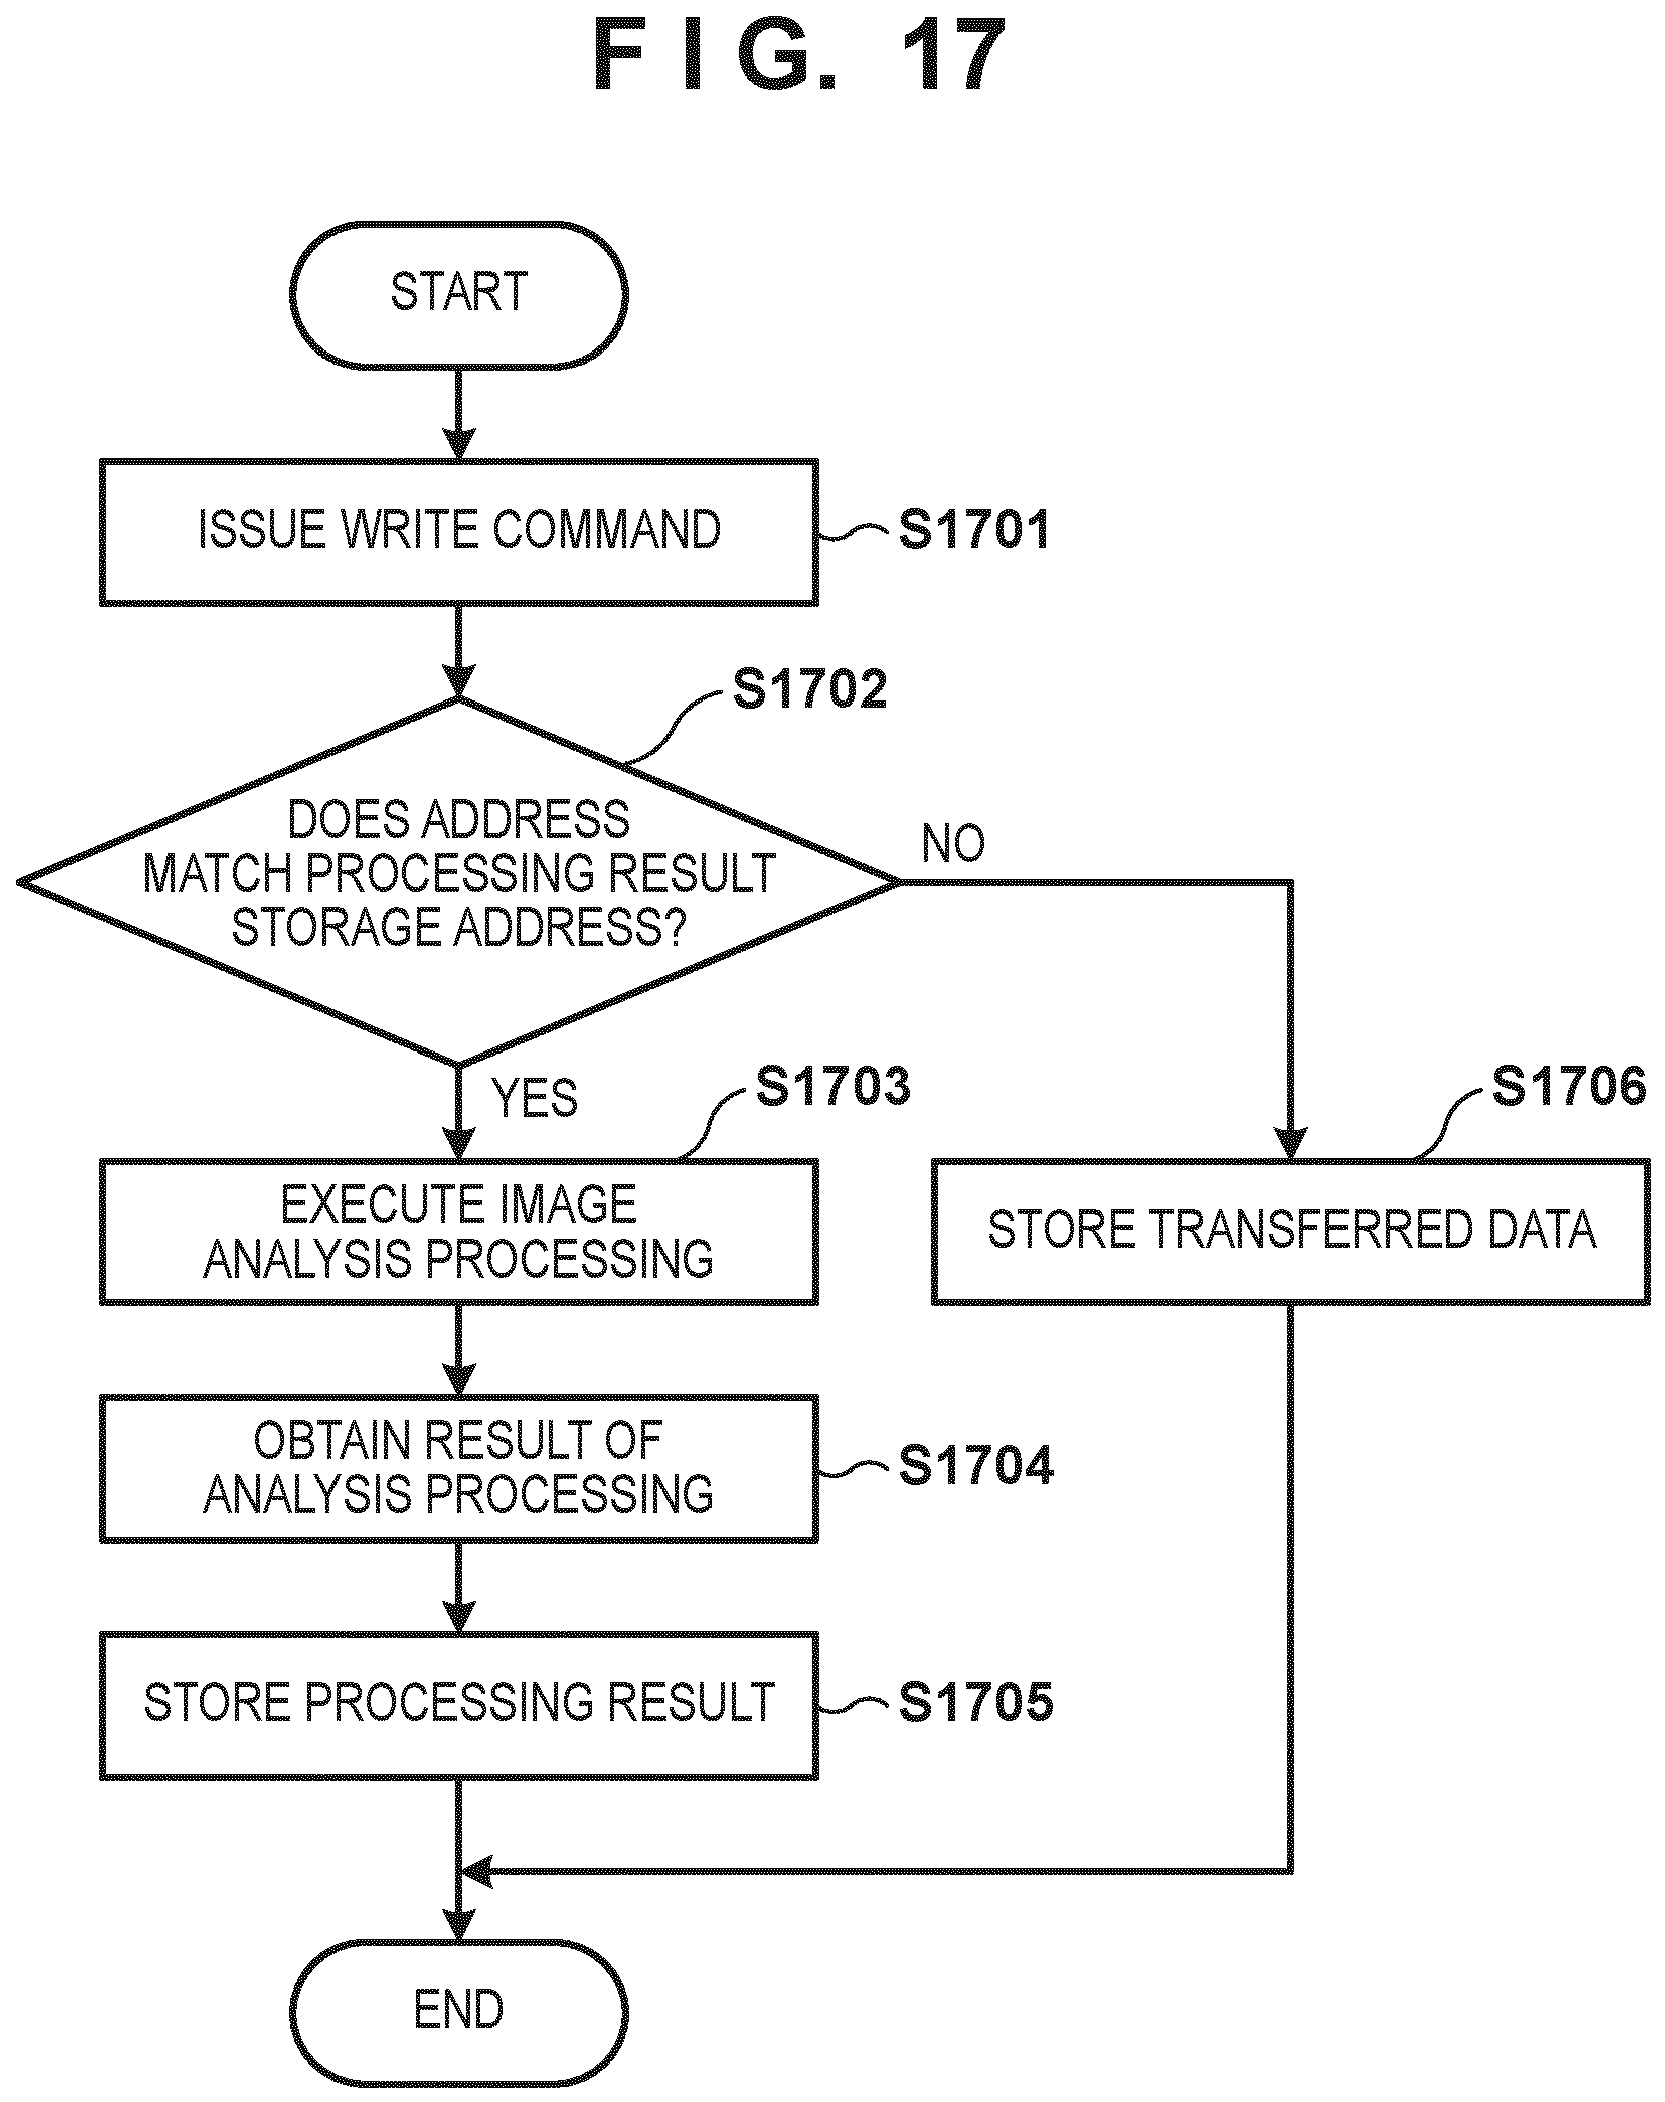 FIG. 17
START
ISSUE WRITE COMMAND
S1701
S1702
DOES ADDRESS
MATCH PROCESSING RESULT
STORAGE ADDRESS?
NO
YES
S1703
EXECUTE IMAGE
ANALYSIS PROCESSING
S1706
STORE TRANSFERRED DATA
OBTAIN RESULT OF
ANALYSIS PROCESSING
S1704
STORE PROCESSING RESULT
S1705
END